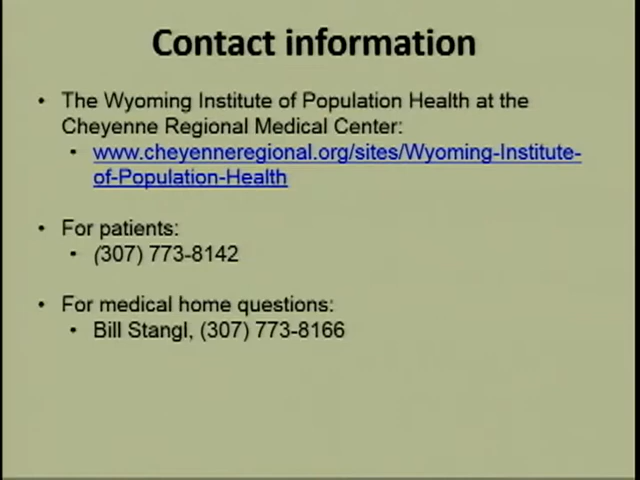 Contact information
• The Wyoming Institute of Population Health at the
Cheyenne Regional Medical Center:
• www.cheyenneregional.org/sites/Wyoming-Institute-
of-Population-Health
• For patients:
• (307) 773-8142
• For medical home questions:
• Bill Stangl, (307) 773-8166